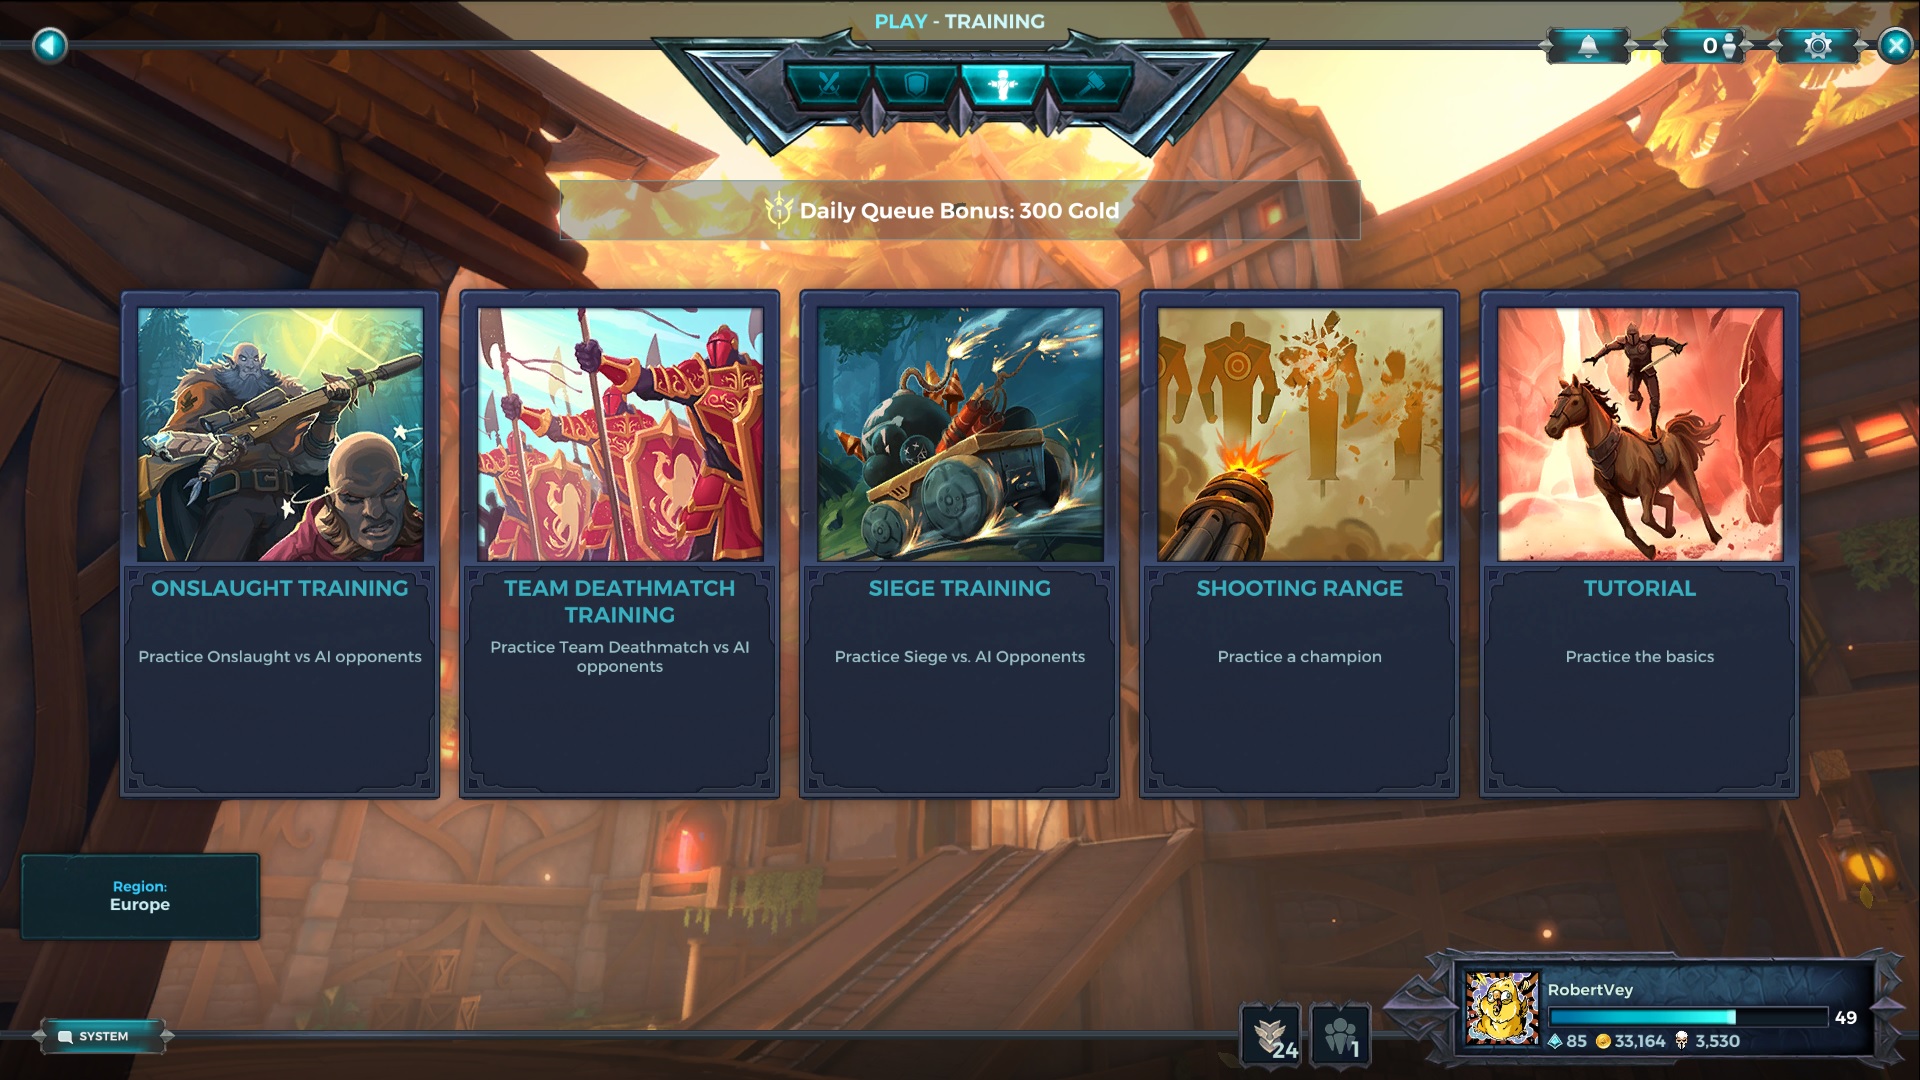 PLAY - TRAINING
0
1 Daily Queue Bonus: 300 Gold
ONSLAUGHT TRAINING
Practice Onslaught vs AI opponents
TEAM DEATHMATCH
TRAINING
Practice Team Deathmatch vs AI
opponents
SIEGE TRAINING
Practice Siege vs. AI Opponents
SHOOTING RANGE
Practice a champion
TUTORIAL
Practice the basics
Region:
Europe
SYSTEM
24
1
RobertVey
49
85 33,164 3,530